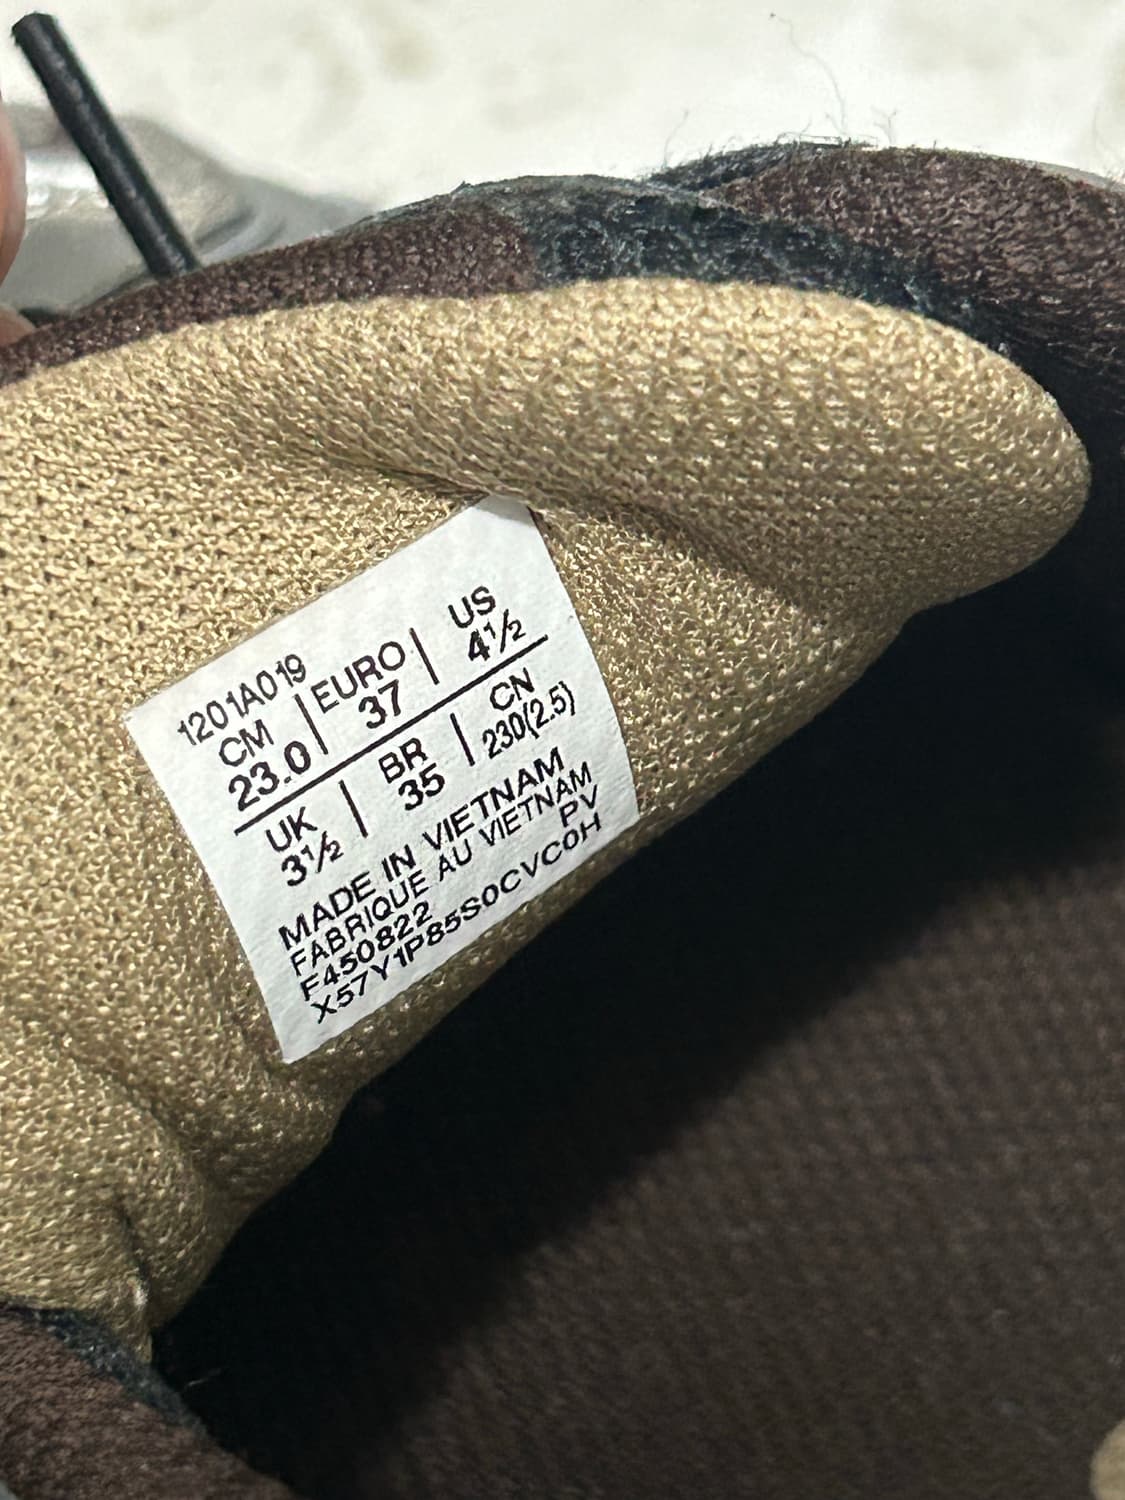 1201A019
CM | EURO | US
23.0 | 37 | 4½
UK | BR | CN
3½ | 35 | 230(2.5)
MADE IN VIETNAM
FABRIQUE AU VIETNAM
F450822 PV
X57Y1P85S0CVC0H